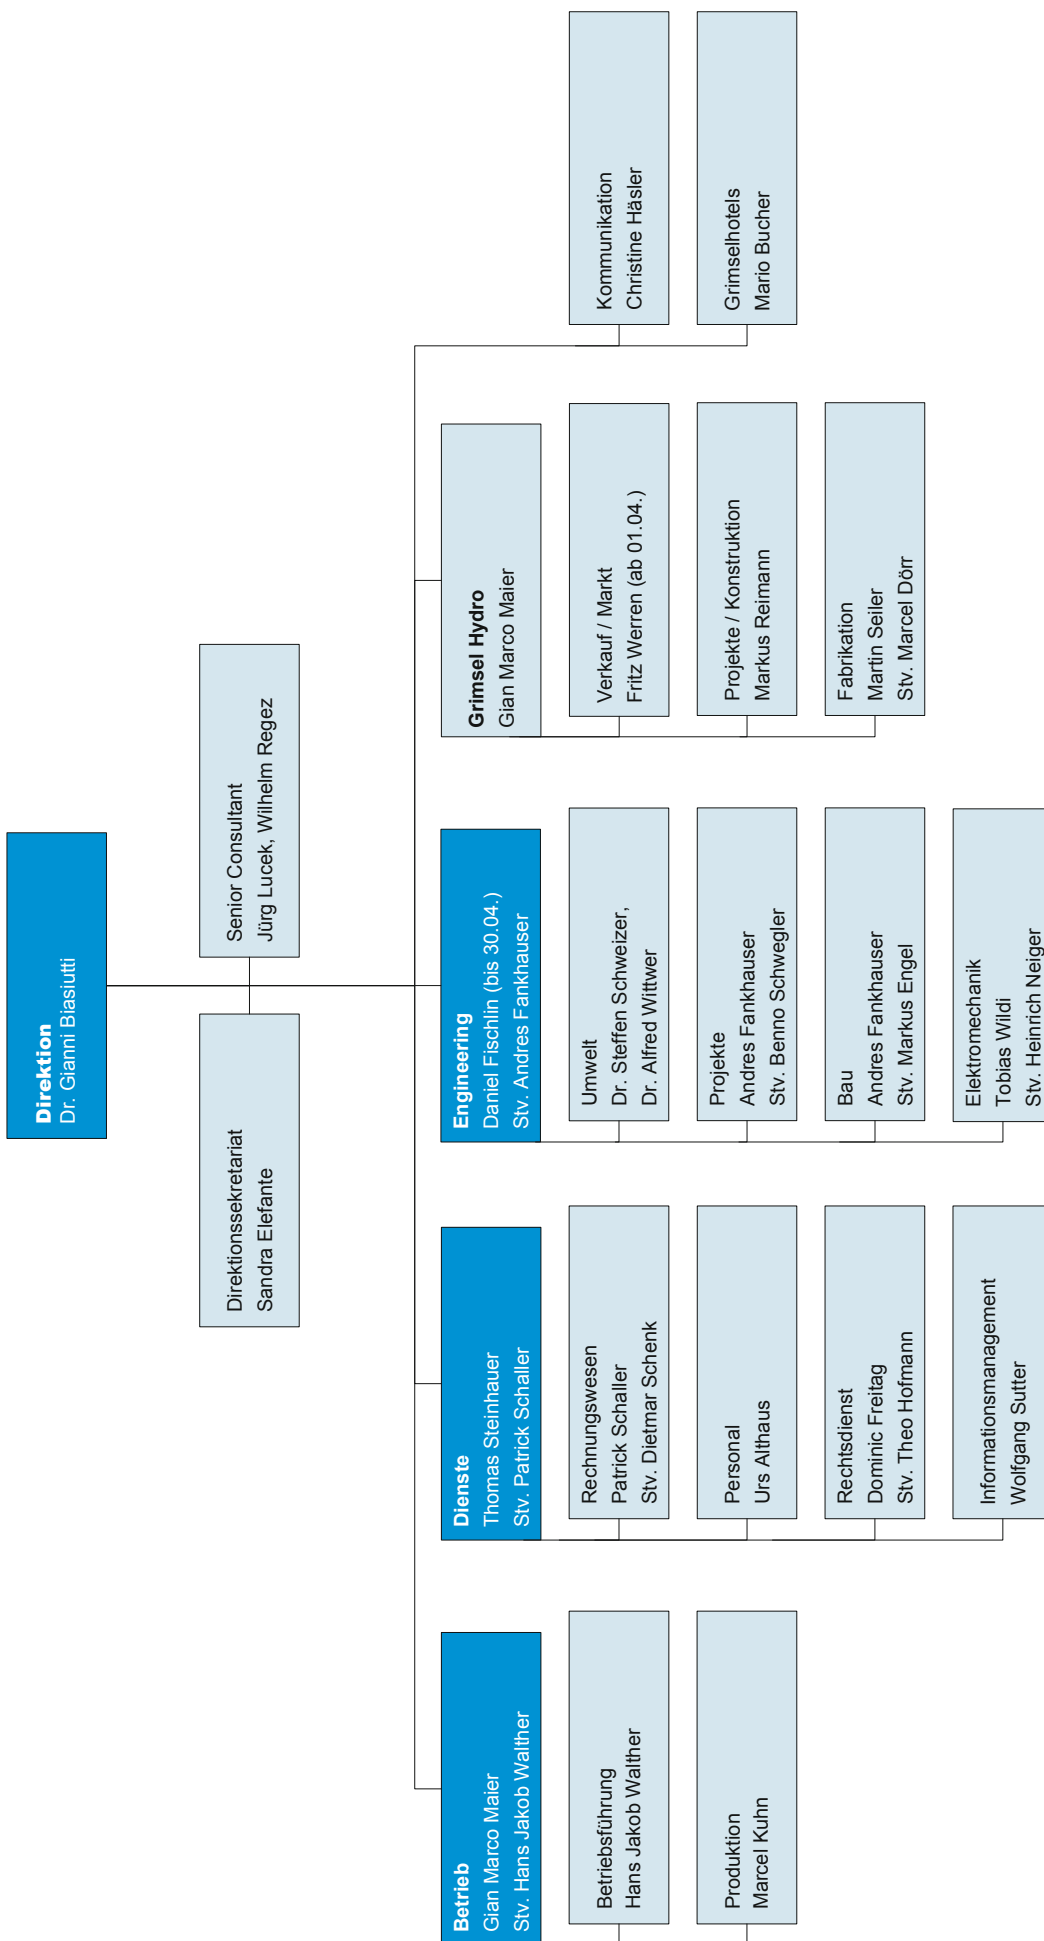 Direktion
Dr. Gianni Biasiutti
Direktionssekretariat
Sandra Elefante
Senior Consultant
Jürg Lucek, Wilhelm Regez
Betrieb
Gian Marco Maier
Stv. Hans Jakob Walther
Betriebsführung
Hans Jakob Walther
Produktion
Marcel Kuhn
Dienste
Thomas Steinhauer
Stv. Patrick Schaller
Rechnungswesen
Patrick Schaller
Stv. Dietmar Schenk
Personal
Urs Althaus
Rechtsdienst
Dominic Freitag
Stv. Theo Hofmann
Informationsmanagement
Wolfgang Sutter
Engineering
Daniel Fischlin (bis 30.04.)
Stv. Andres Fankhauser
Umwelt
Dr. Steffen Schweizer,
Dr. Alfred Wittwer
Projekte
Andres Fankhauser
Stv. Benno Schwegler
Bau
Andres Fankhauser
Stv. Markus Engel
Elektromechanik
Tobias Wildi
Stv. Heinrich Neiger
Grimsel Hydro
Gian Marco Maier
Verkauf / Markt
Fritz Werren (ab 01.04.)
Projekte / Konstruktion
Markus Reimann
Fabrikation
Martin Seiler
Stv. Marcel Dörr
Kommunikation
Christine Häsler
Grimselhotels
Mario Bucher